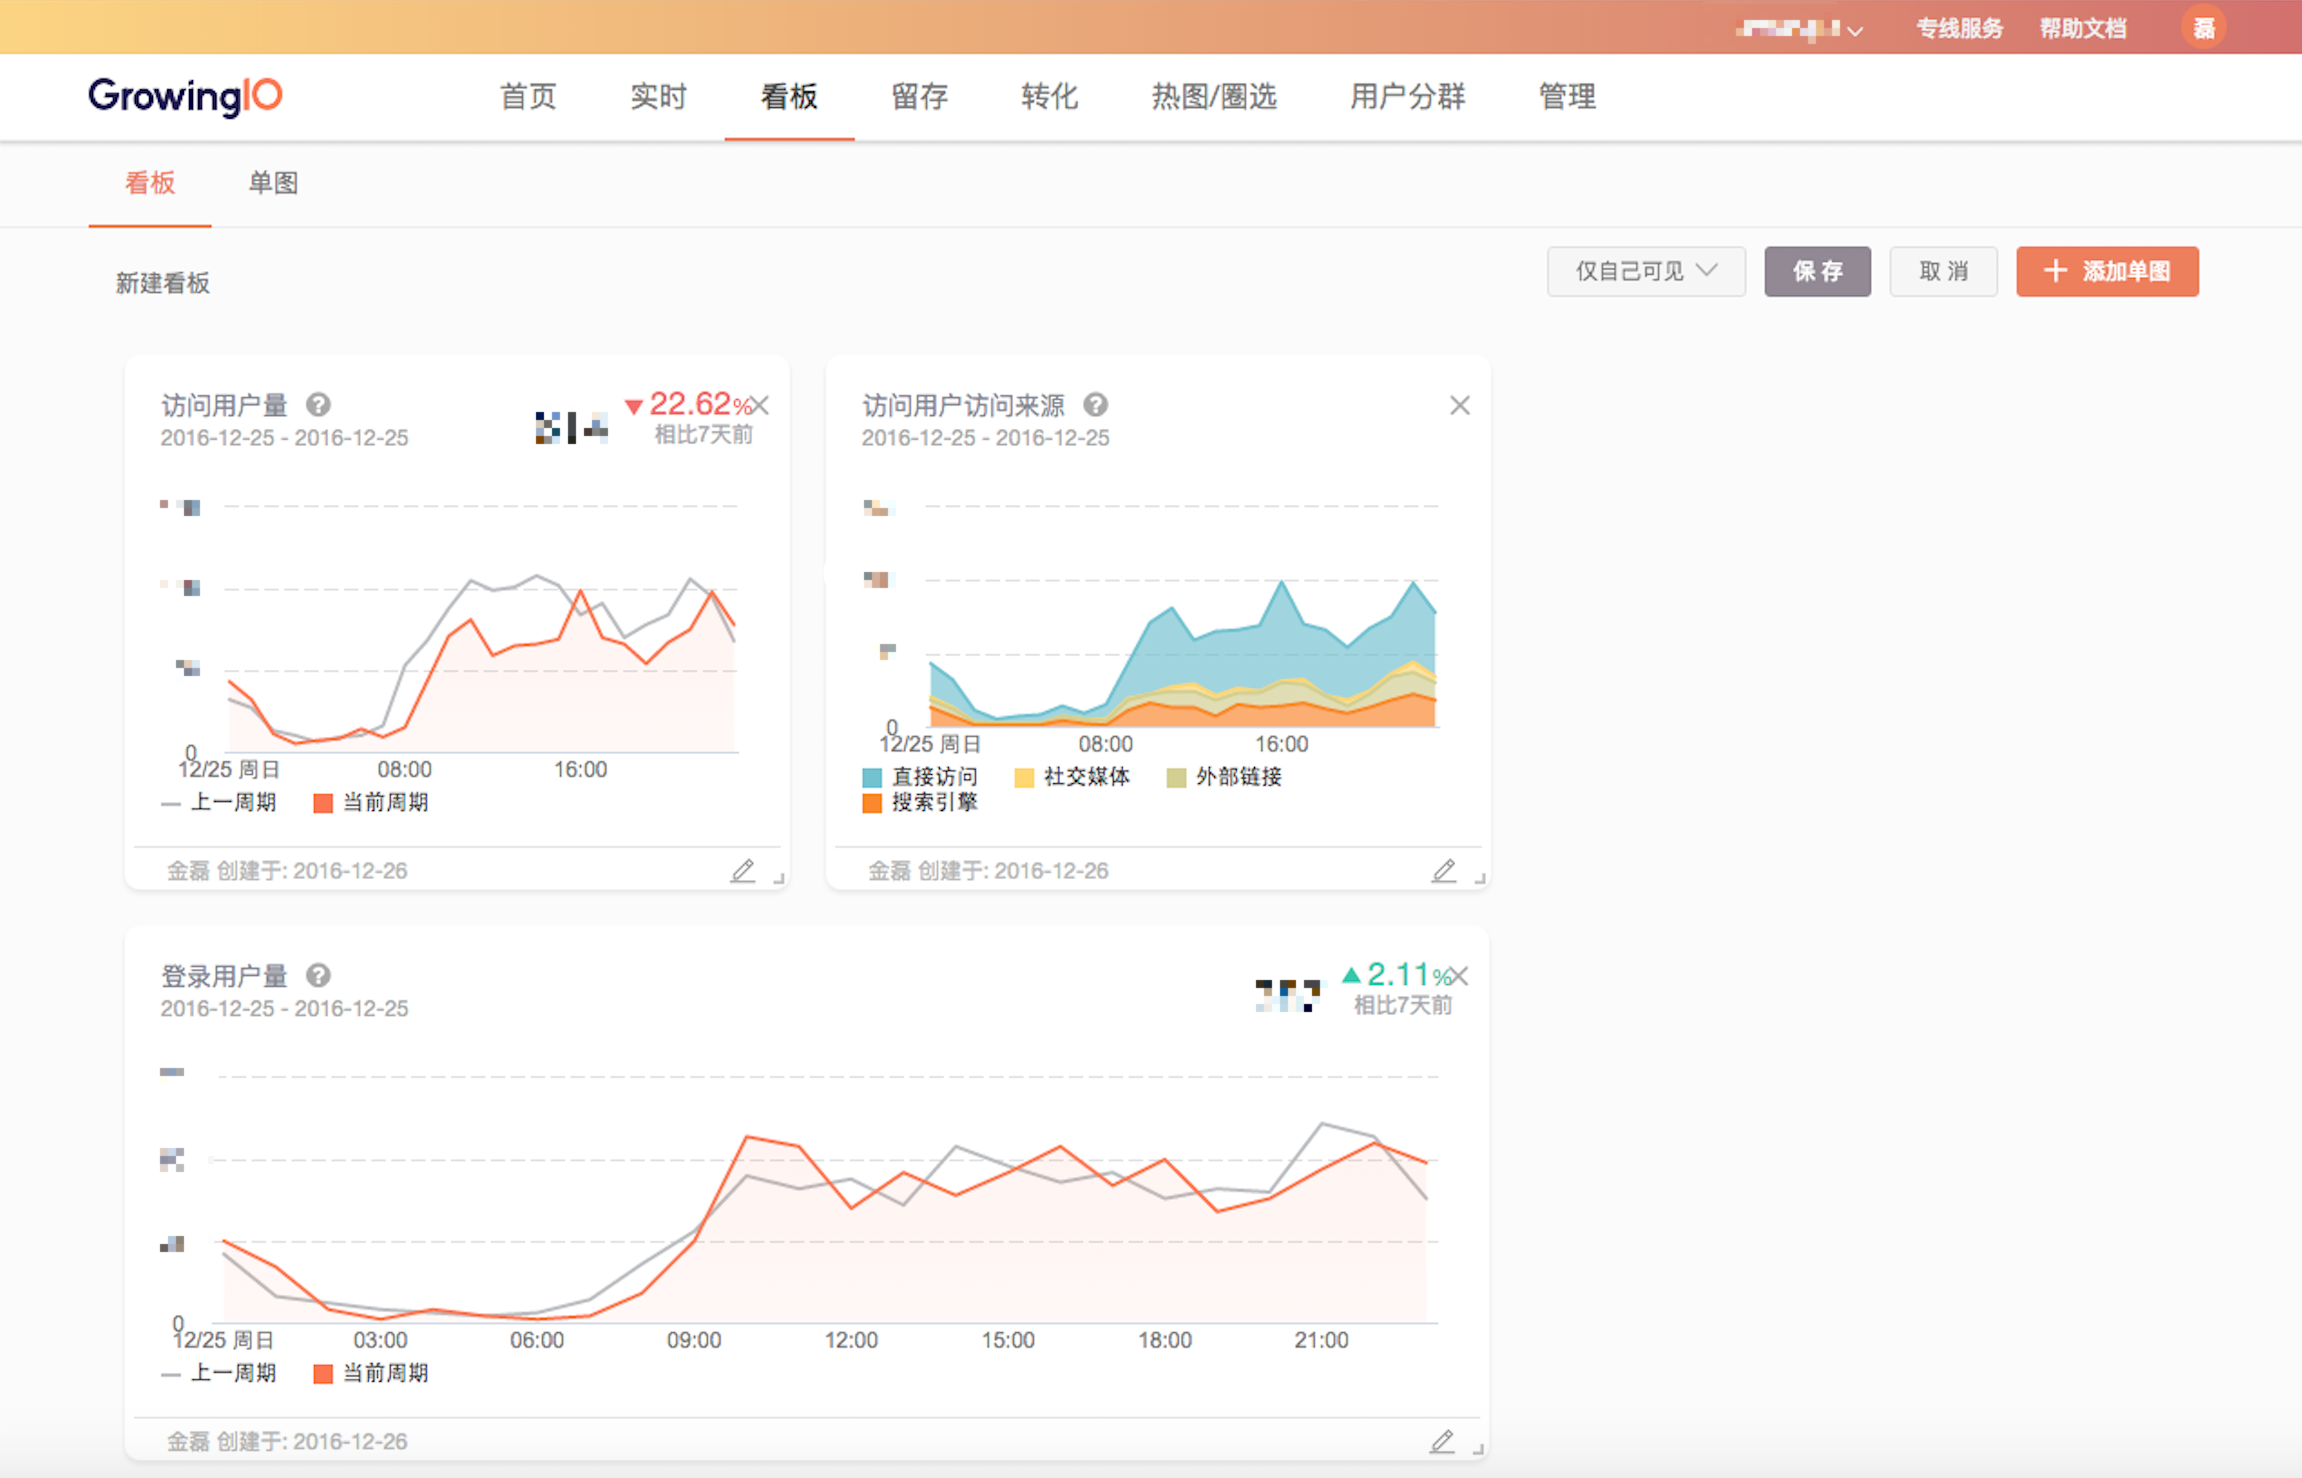 专线服务 帮助文档 磊
GrowingIO 首页 实时 看板 留存 转化 热图/圈选 用户分群 管理
看板 单图
新建看板 仅自己可见 保存 取消 + 添加单图
访问用户量 ? ▼22.62%
2016-12-25 - 2016-12-25 相比7天前
0
12/25 周日 08:00 16:00
上一周期 当前周期
金磊 创建于: 2016-12-26
访问用户访问来源 ?
2016-12-25 - 2016-12-25
0
12/25 周日 08:00 16:00
直接访问 社交媒体 外部链接
搜索引擎
金磊 创建于: 2016-12-26
登录用户量 ? ▲2.11%
2016-12-25 - 2016-12-25 相比7天前
0
12/25 周日 03:00 06:00 09:00 12:00 15:00 18:00 21:00
上一周期 当前周期
金磊 创建于: 2016-12-26